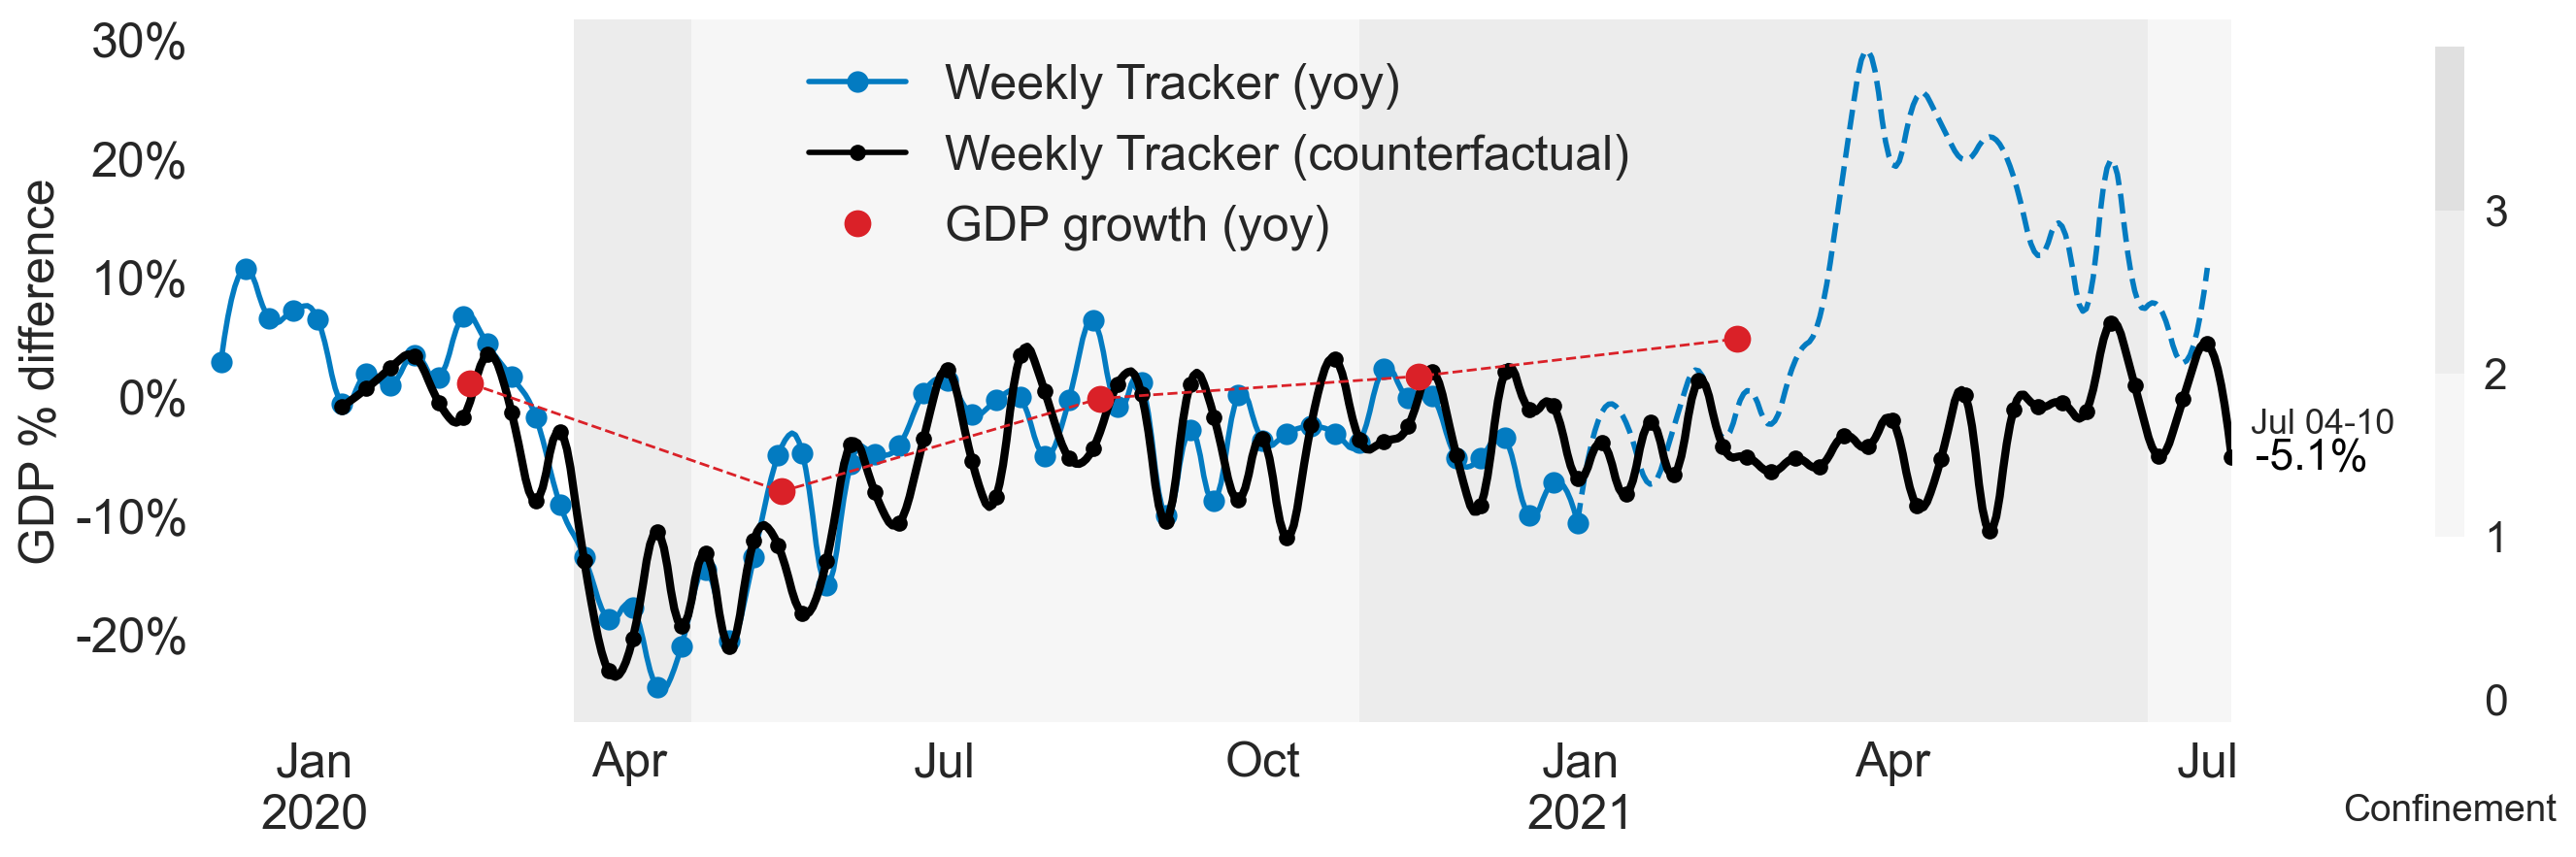 30%
20%
10%
0%
-10%
-20%
GDP % difference
Weekly Tracker (yoy)
Weekly Tracker (counterfactual)
GDP growth (yoy)
Jul 04-10
-5.1%
3
2
1
0
Confinement
Jan
2020
Apr
Jul
Oct
Jan
2021
Apr
Jul